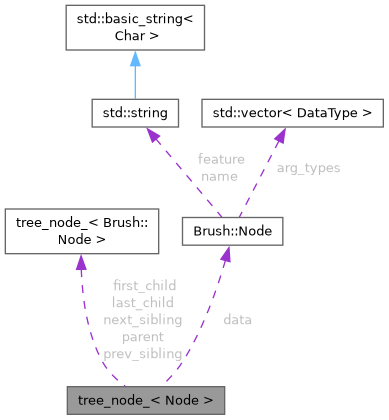 std::basic_string<
Char >
std::string
std::vector< DataType >
feature
name
arg_types
tree_node_< Brush::
Node >
Brush::Node
first_child
last_child
next_sibling
parent
prev_sibling
data
tree_node_< Node >